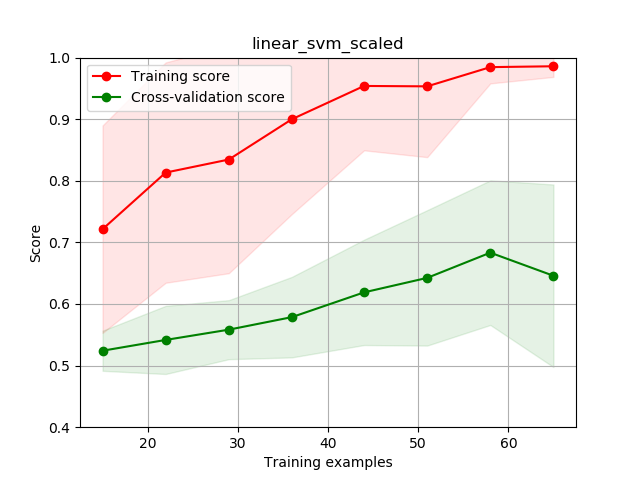 linear_svm_scaled
Training score
Cross-validation score
1.0
0.9
0.8
0.7
0.6
0.5
0.4
Score
20 30 40 50 60
Training examples